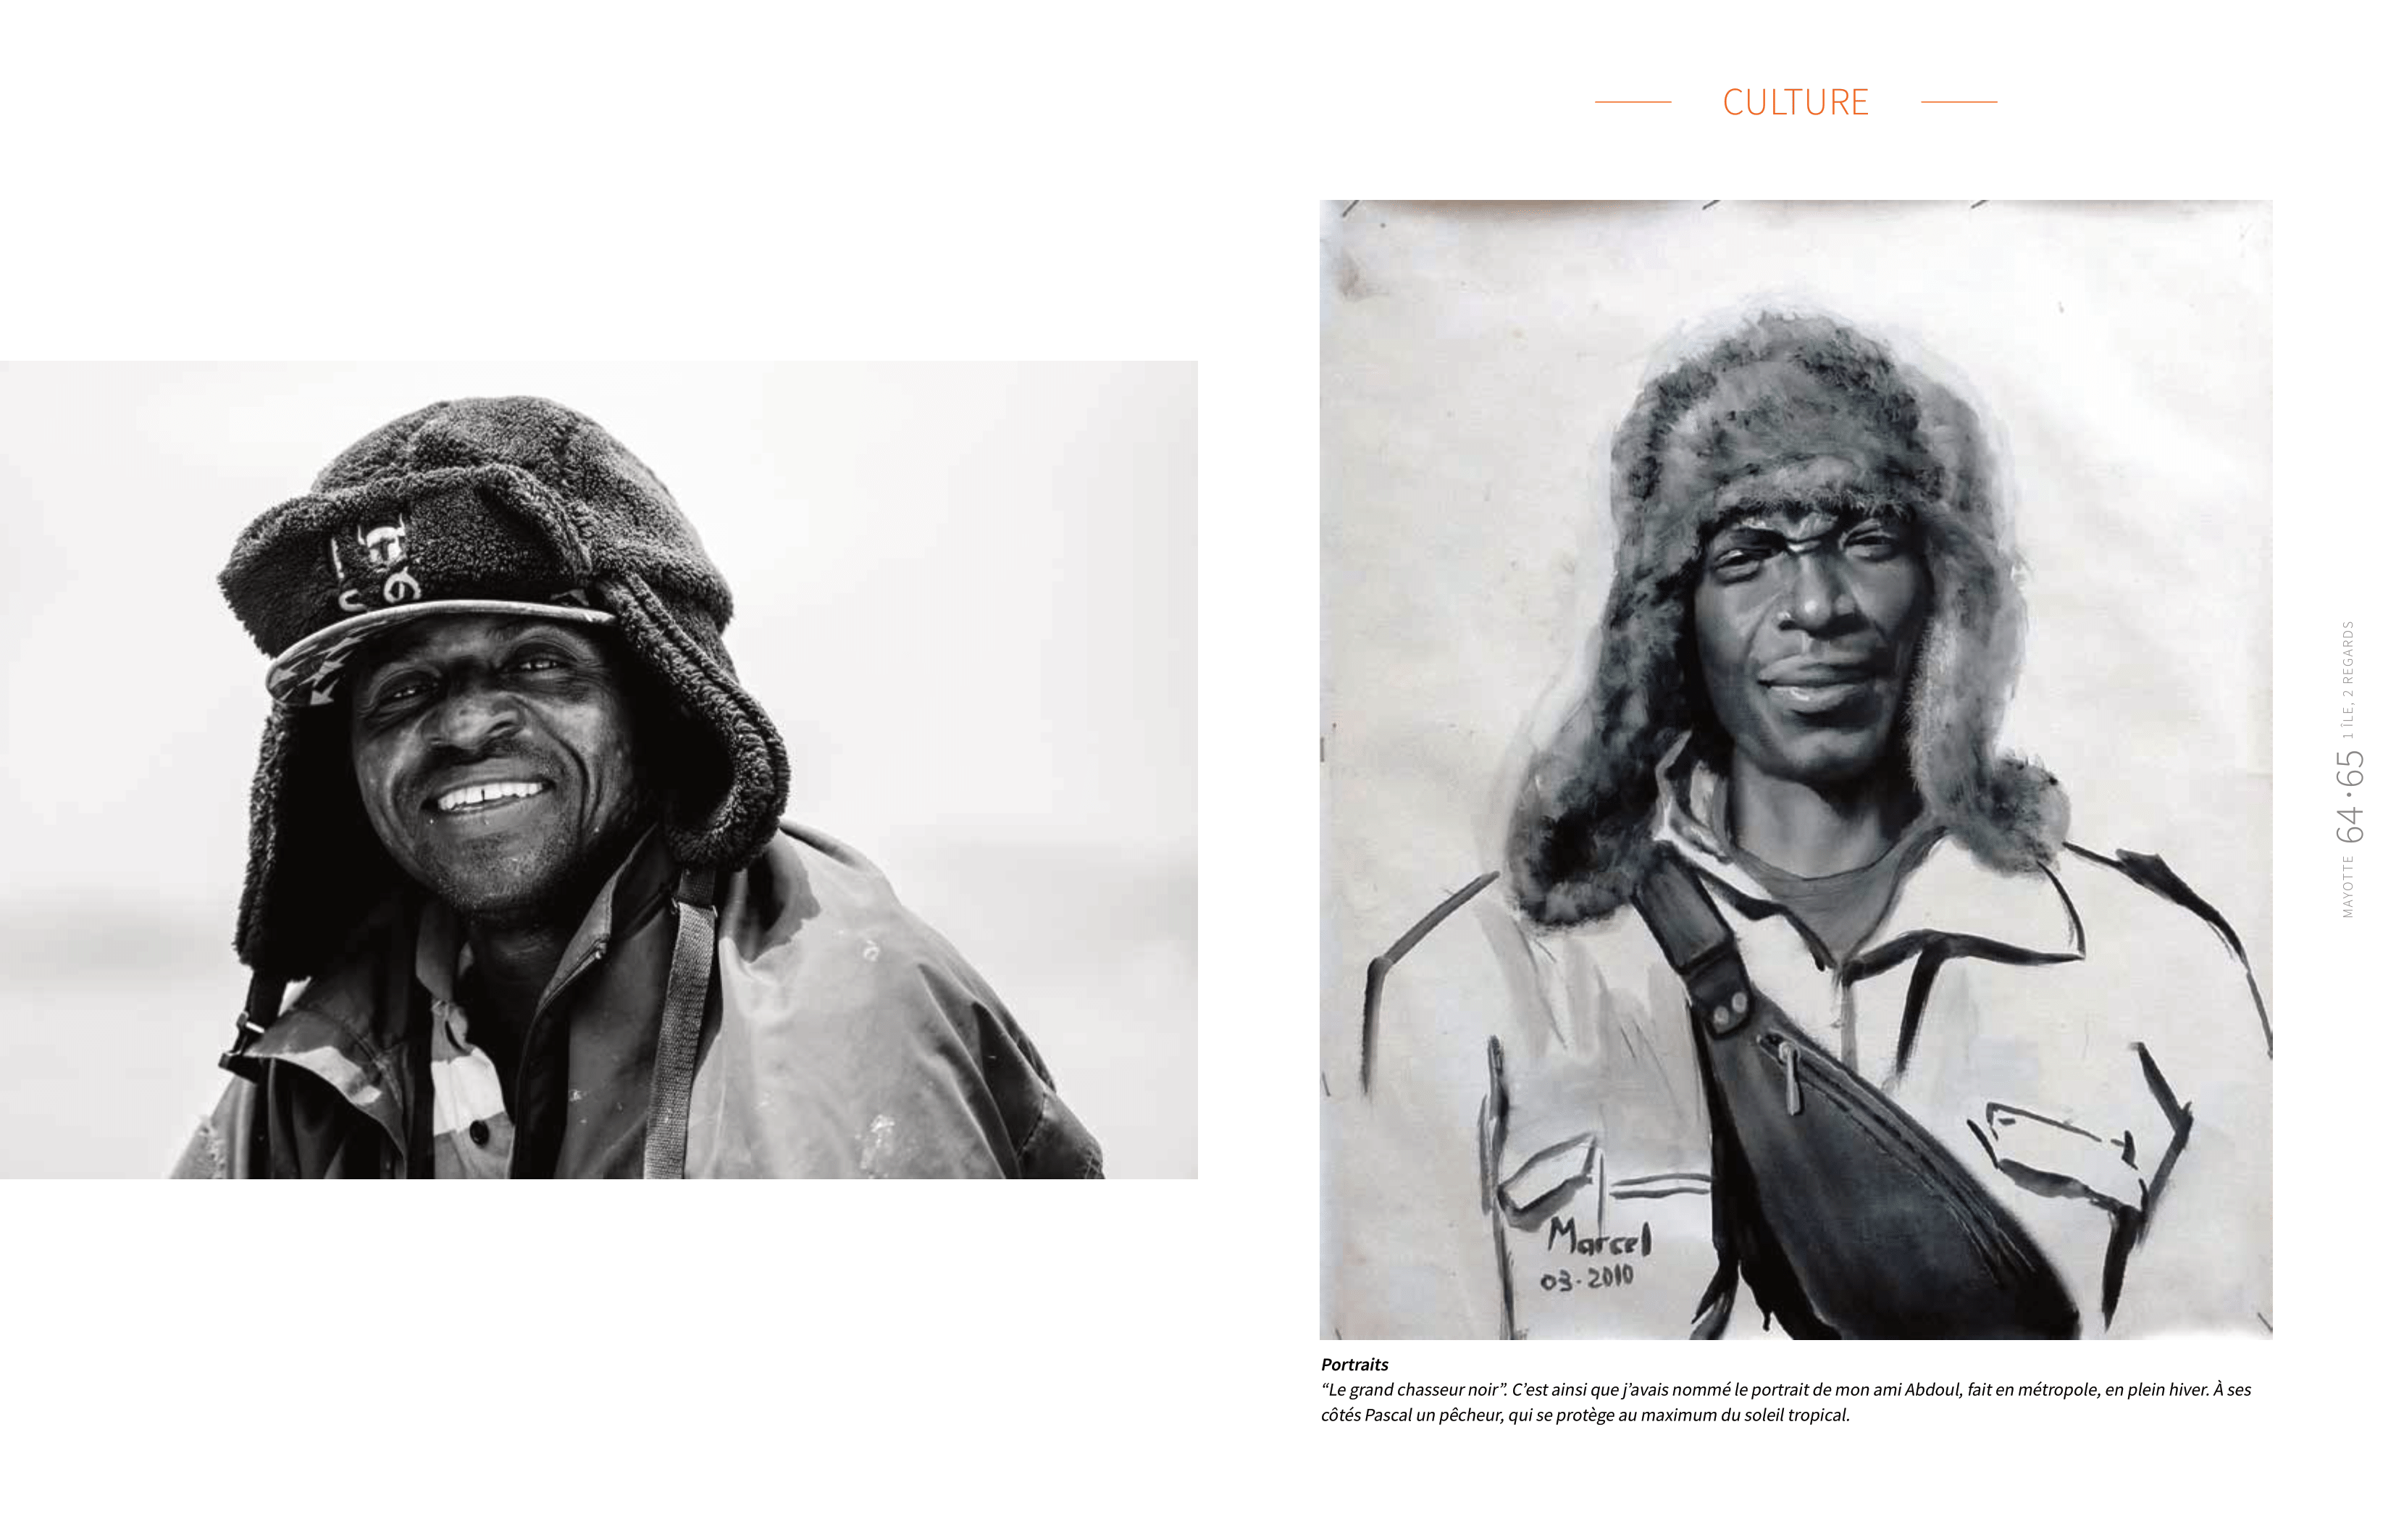 CULTURE
Marcel
03-2010
Portraits
“Le grand chasseur noir”. C’est ainsi que j’avais nommé le portrait de mon ami Abdoul, fait en métropole, en plein hiver. À ses
côtés Pascal un pêcheur, qui se protège au maximum du soleil tropical.
MAYOTTE 64•65 1 ÎLE, 2 REGARDS